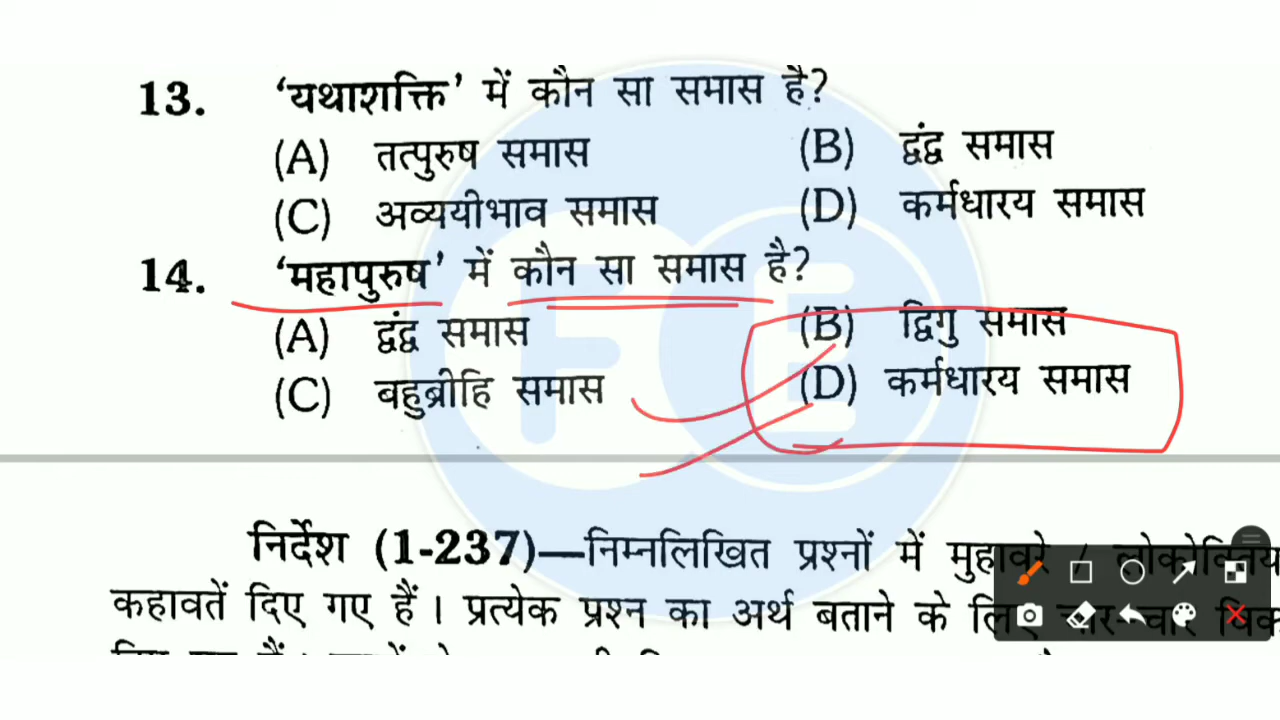 13. ‘यथाशक्ति’ में कौन सा समास है?
(A) तत्पुरुष समास (B) द्वंद्व समास
(C) अव्ययीभाव समास (D) कर्मधारय समास
14. ‘महापुरुष’ में कौन सा समास है?
(A) द्वंद्व समास (B) द्विगु समास
(C) बहुब्रीहि समास (D) कर्मधारय समास
निर्देश (1-237)—निम्नलिखित प्रश्नों में मुहावरे /
कहावतें दिए गए हैं। प्रत्येक प्रश्न का अर्थ बताने के लिए चार-चार